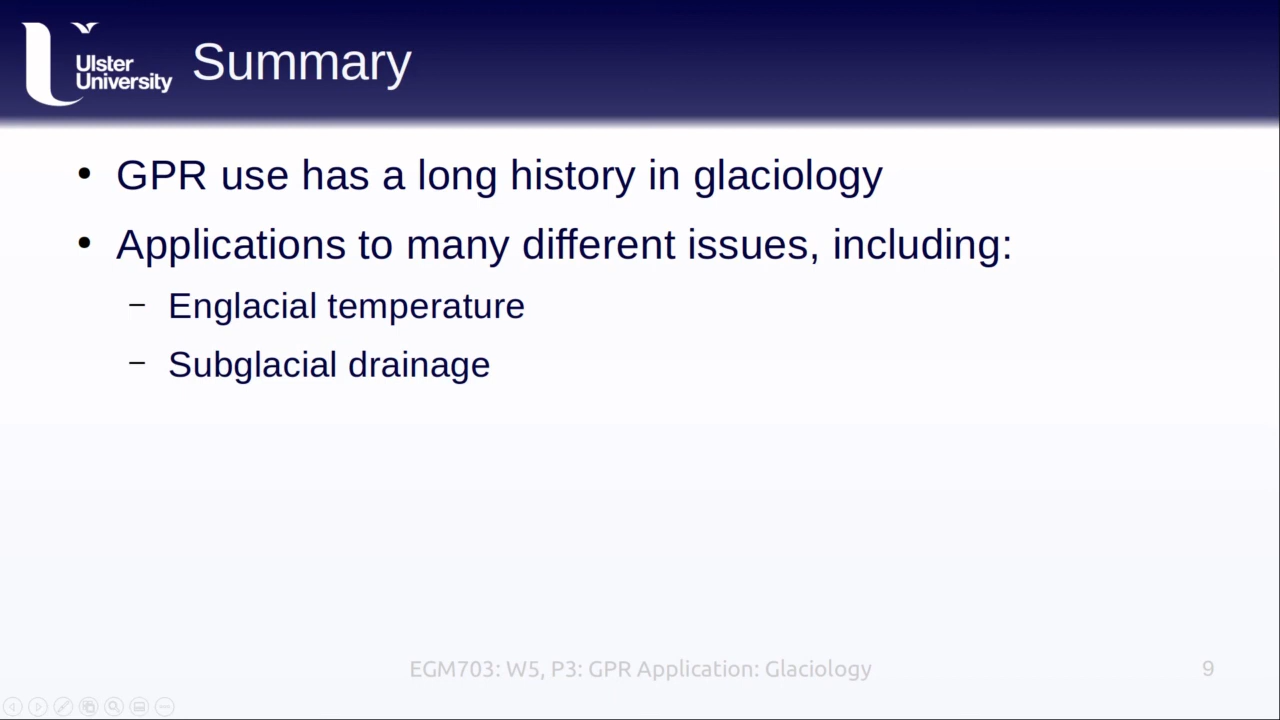 Ulster
University
Summary
• GPR use has a long history in glaciology
• Applications to many different issues, including:
– Englacial temperature
– Subglacial drainage
EGM703: W5, P3: GPR Application: Glaciology
9